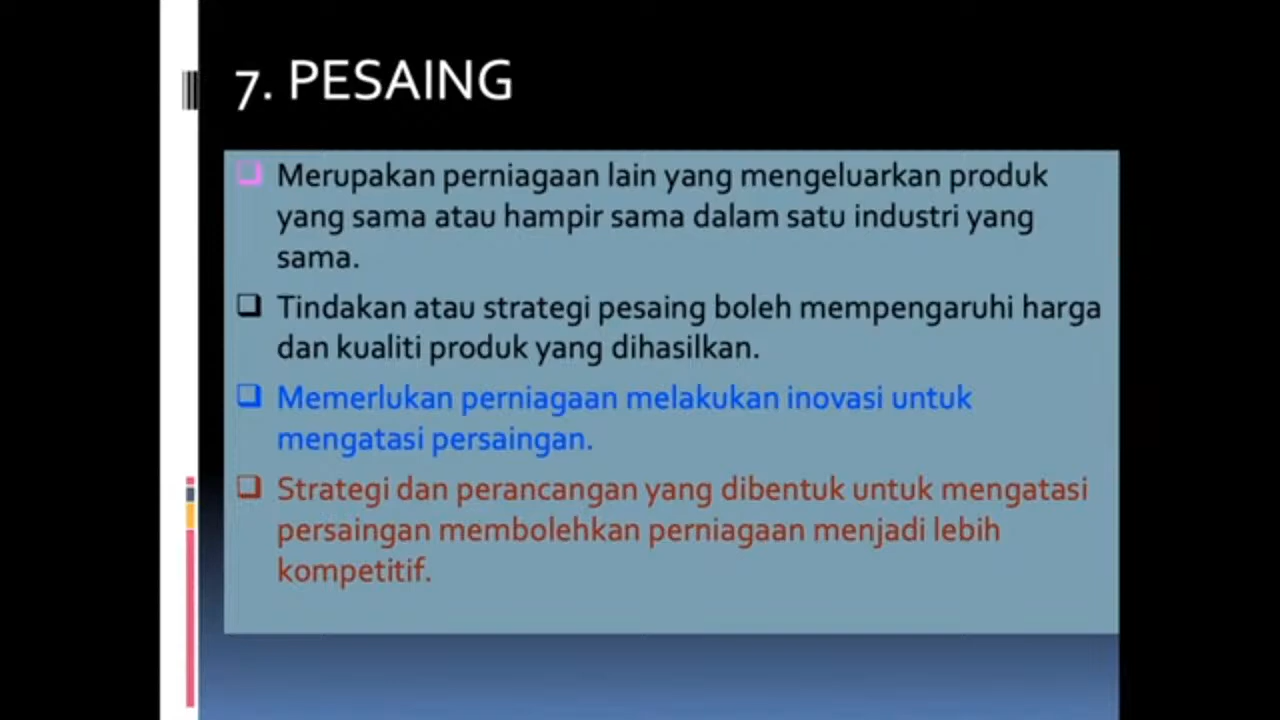 7. PESAING
Merupakan perniagaan lain yang mengeluarkan produk
yang sama atau hampir sama dalam satu industri yang
sama.
Tindakan atau strategi pesaing boleh mempengaruhi harga
dan kualiti produk yang dihasilkan.
Memerlukan perniagaan melakukan inovasi untuk
mengatasi persaingan.
Strategi dan perancangan yang dibentuk untuk mengatasi
persaingan membolehkan perniagaan menjadi lebih
kompetitif.